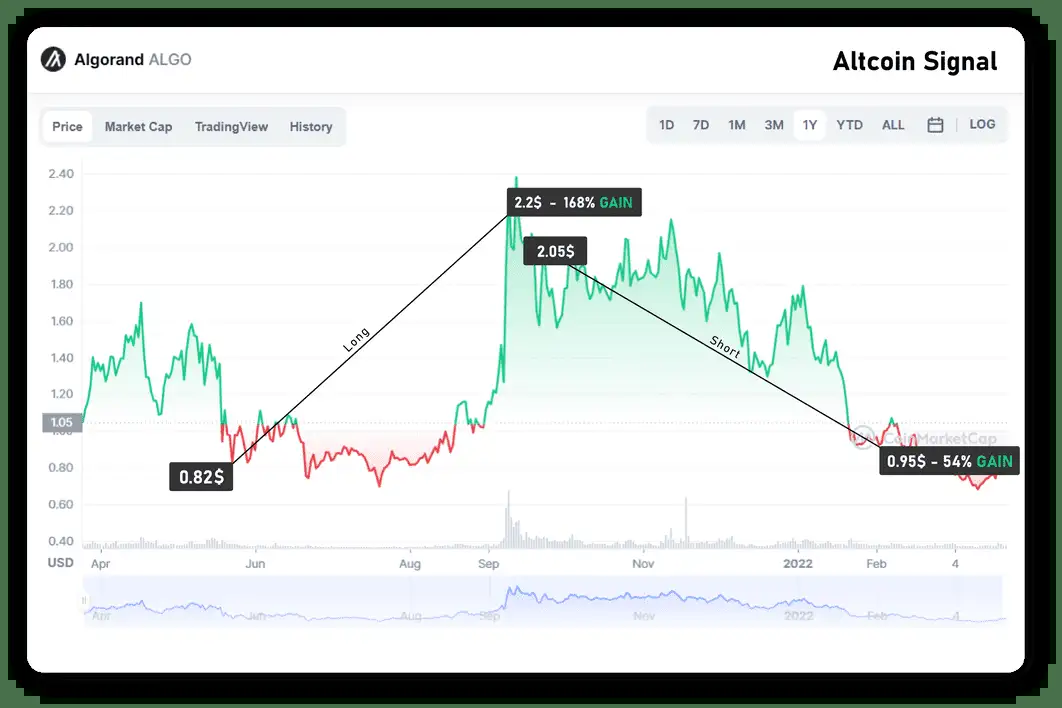 Algorand ALGO
Altcoin Signal
Price Market Cap TradingView History
1D 7D 1M 3M 1Y YTD ALL LOG
2.40
2.20
2.00
1.80
1.60
1.40
1.20
1.05
1.00
0.80
0.60
0.40
2.2$ - 168% GAIN
2.05$
Long
Short
0.82$
CoinMarketCap
0.95$ - 54% GAIN
USD Apr Jun Aug Sep Nov 2022 Feb 4
Apr Jun Aug Sep Nov 2022 Feb 4